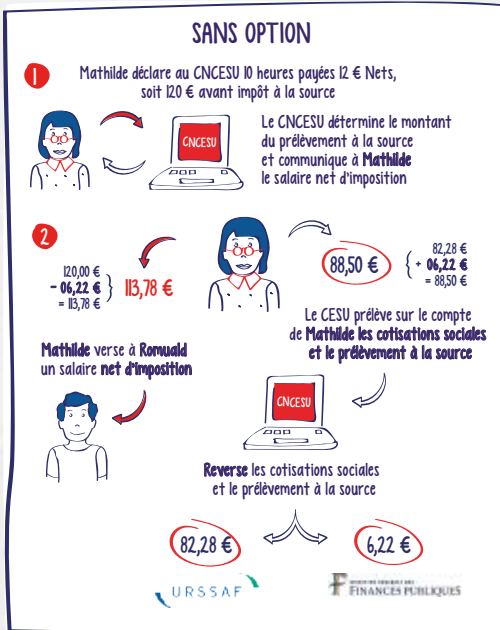 SANS OPTION
1
Mathilde déclare au CNCESU 10 heures payées 12 € Nets,
soit 120 € avant impôt à la source
CNCESU
Le CNCESU détermine le montant
du prélèvement à la source
et communique à Mathilde
le salaire net d'imposition
2
120,00 €
- 06,22 €
= 113,78 €
113,78 €
88,50 €
82,28 €
+ 06,22 €
= 88,50 €
Le CESU prélève sur le compte
de Mathilde les cotisations sociales
et le prélèvement à la source
Mathilde verse à Romuald
un salaire net d'imposition
CNCESU
Reverse les cotisations sociales
et le prélèvement à la source
82,28 €
6,22 €
URSSAF
FINANCES PUBLIQUES